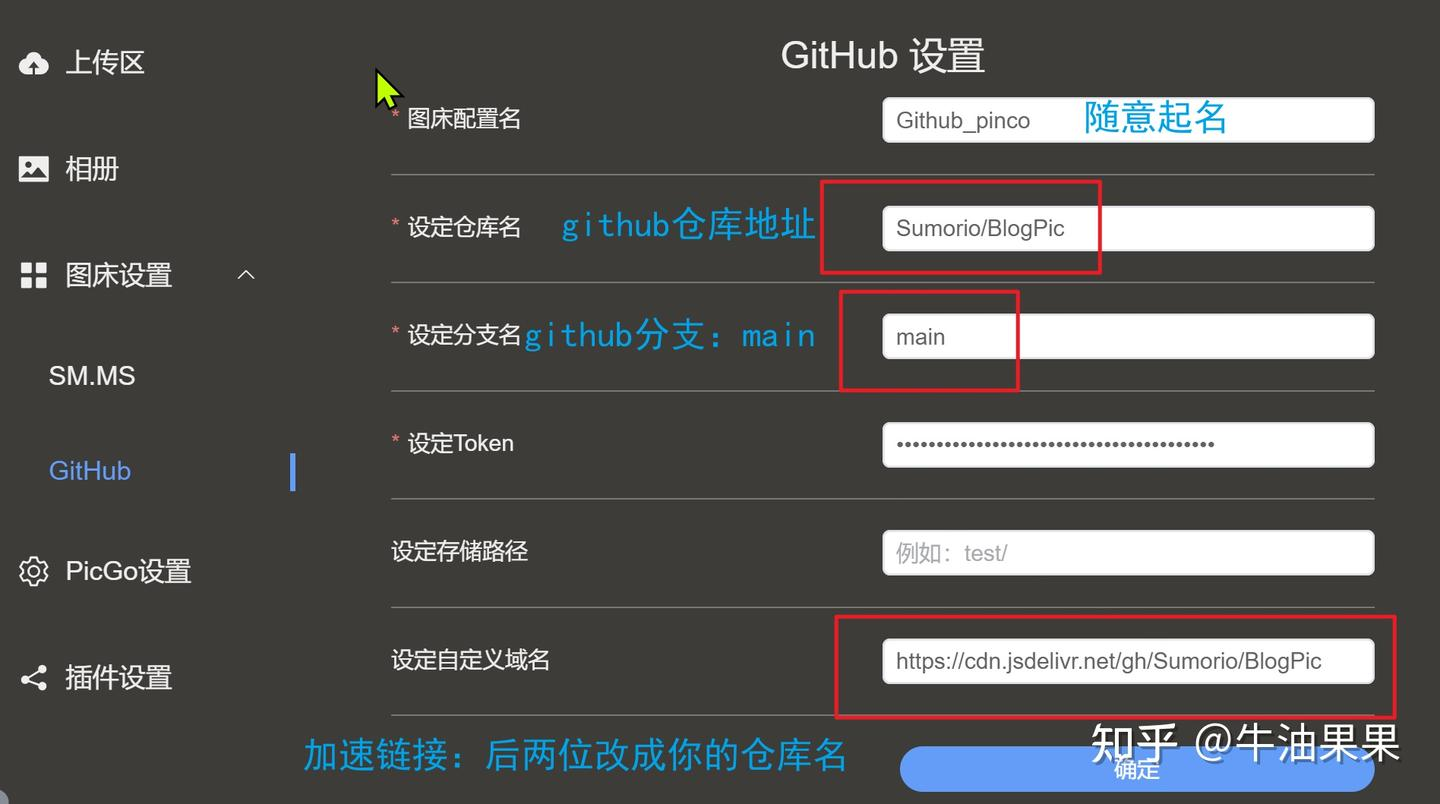 上传区
相册
图床设置
SM.MS
GitHub
PicGo设置
插件设置
GitHub 设置
* 图床配置名
Github_pinco
随意起名
* 设定仓库名
github仓库地址
Sumorio/BlogPic
* 设定分支名
github分支：main
main
* 设定Token
••••••••••••••••••••••••••••••••••••••••
设定存储路径
例如：test/
设定自定义域名
https://cdn.jsdelivr.net/gh/Sumorio/BlogPic
加速链接：后两位改成你的仓库名
确定
知乎 @牛油果果